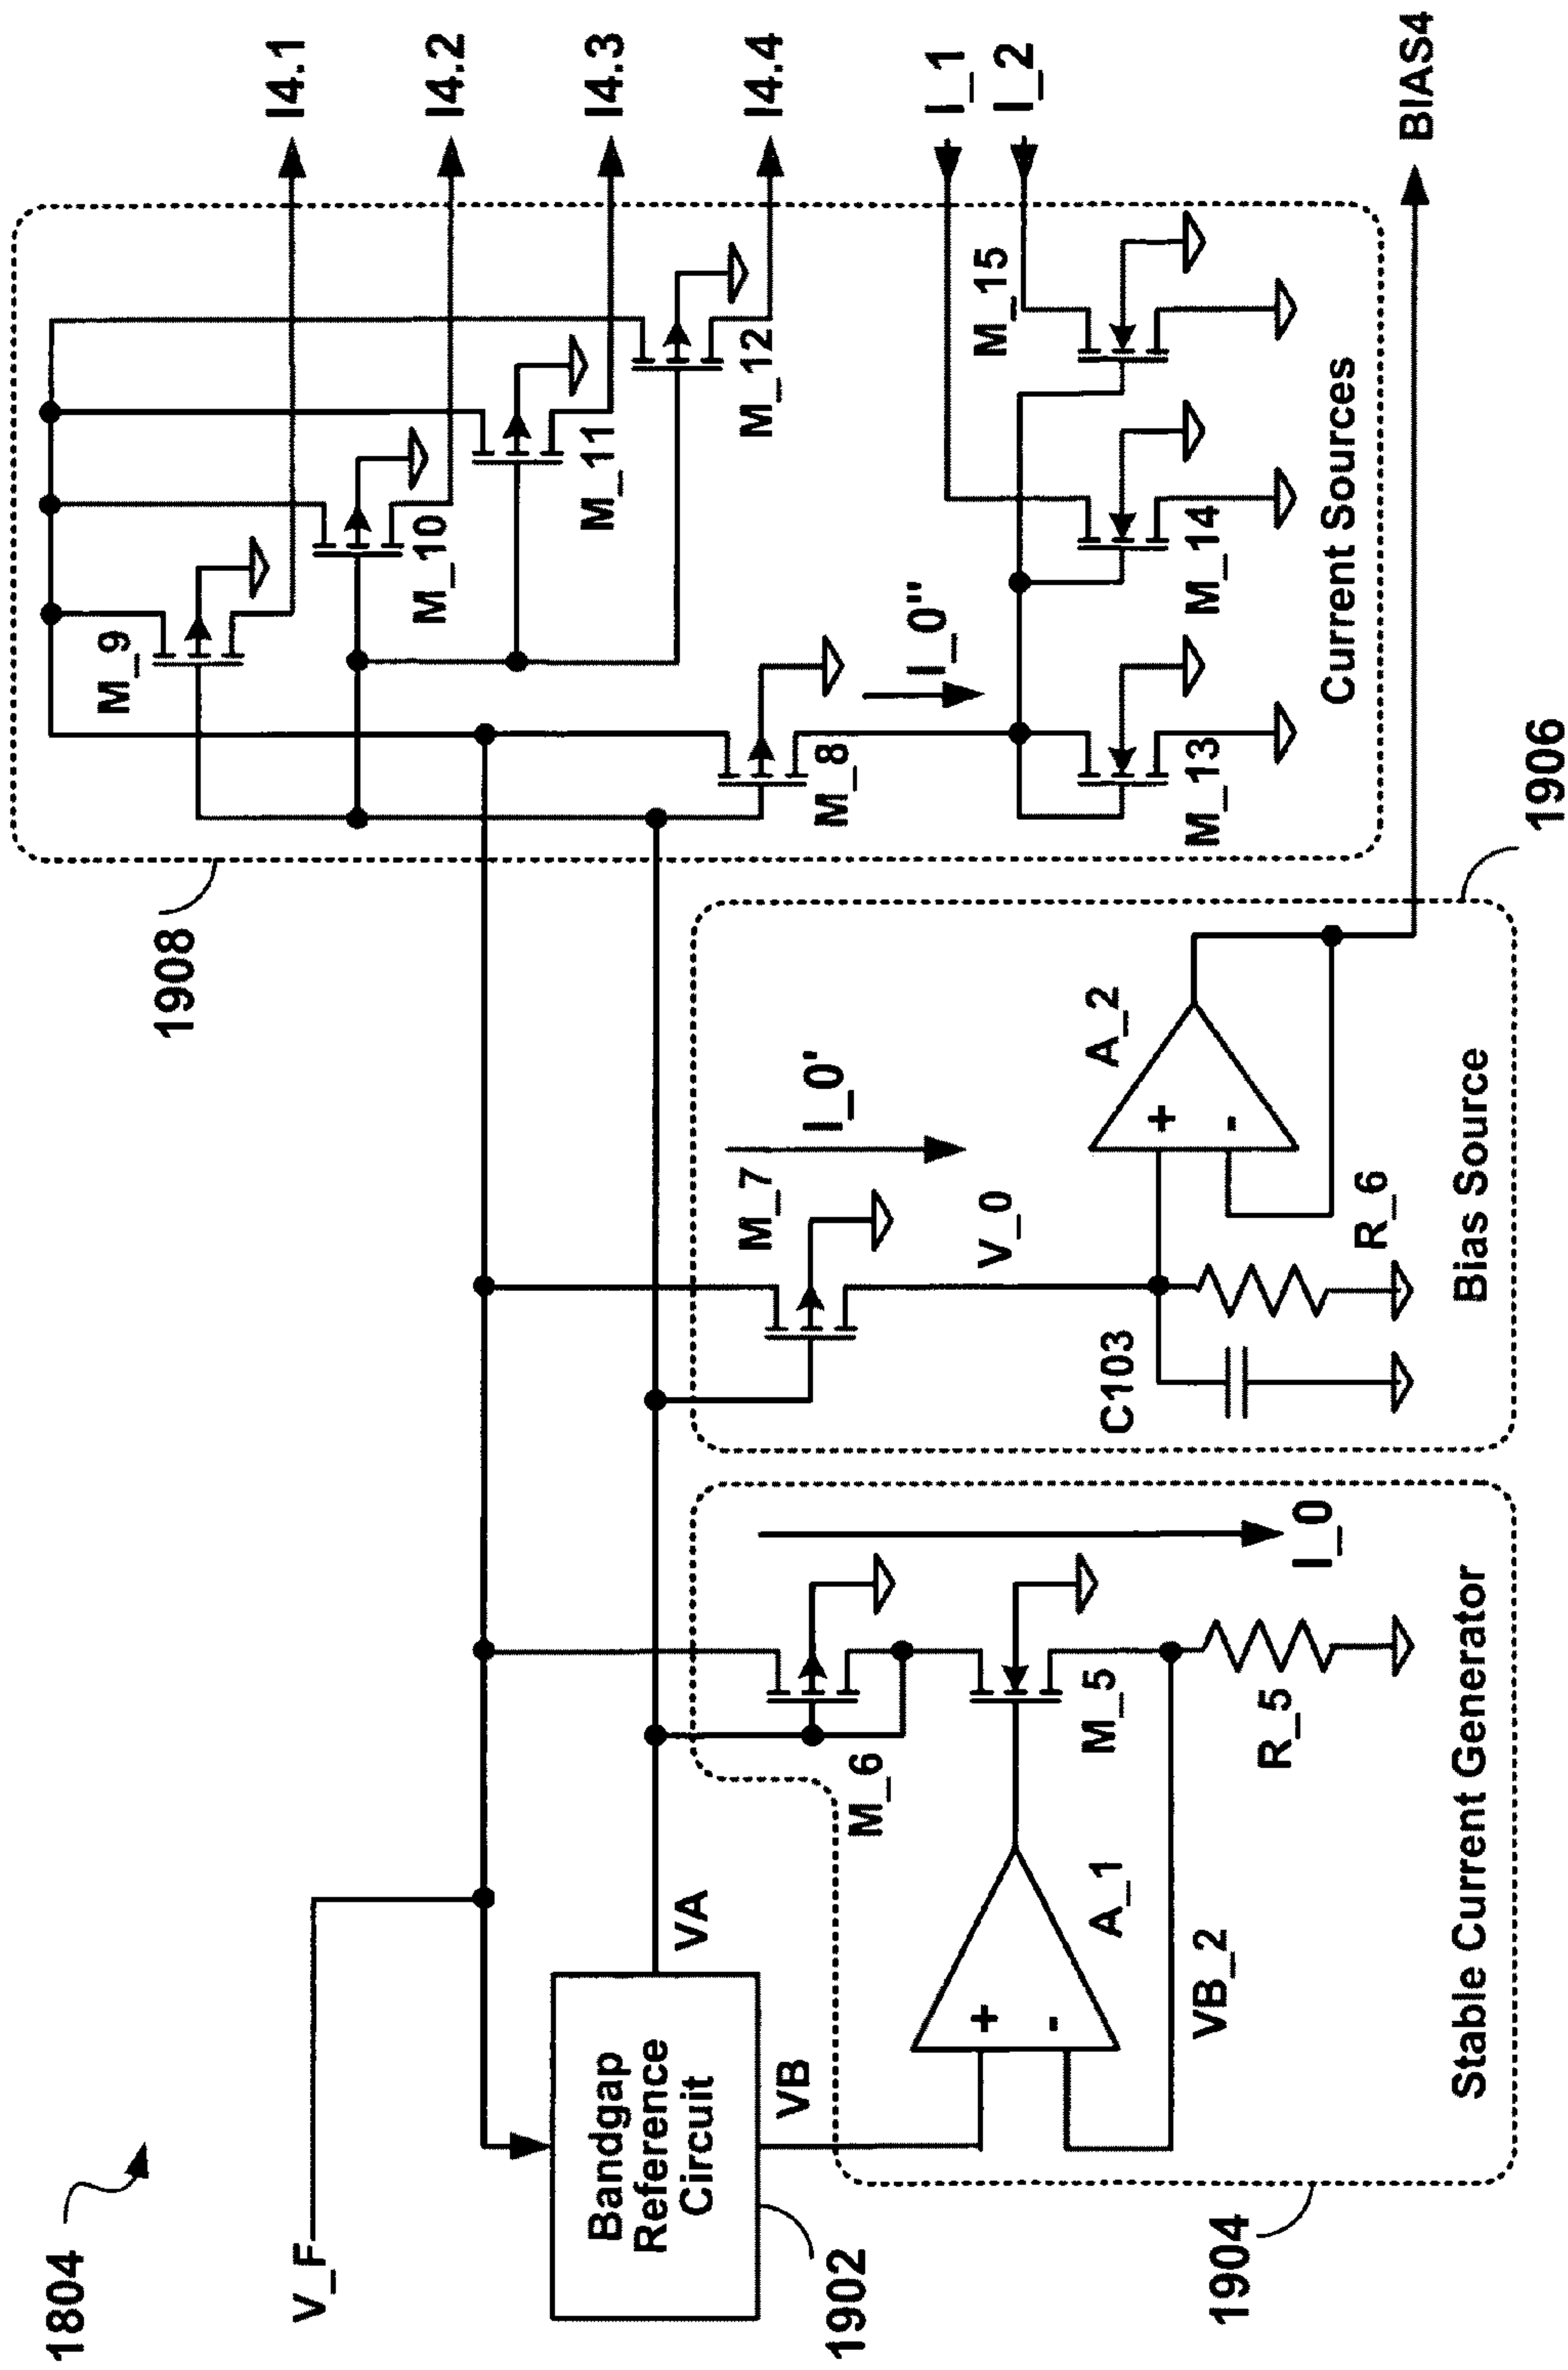 1804
V_F
Bandgap
Reference
Circuit
1902
VA
VB
1904
M_6
M_5
A_1
+
-
VB_2
R_5
I_0
Stable Current Generator
M_7
I_0'
V_0
C103
R_6
A_2
+
-
Bias Source
1906
BIAS4
1908
M_9
M_10
M_11
M_12
M_8
I_0"
M_13
M_14
M_15
Current Sources
I4.1
I4.2
I4.3
I4.4
I_1
I_2